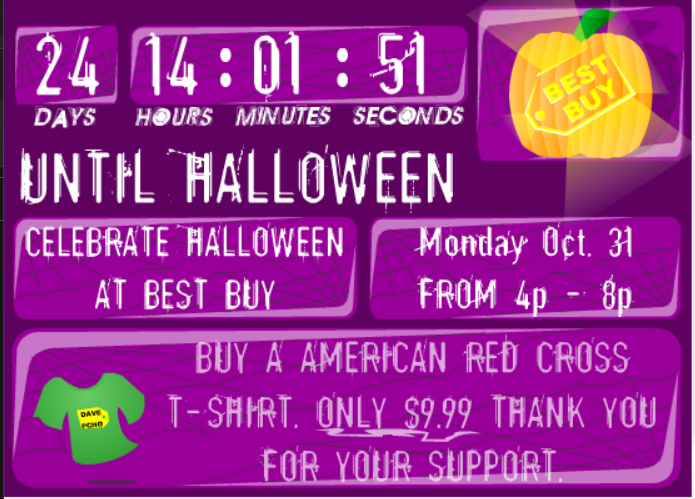 24 14 : 01 : 51
DAYS HOURS MINUTES SECONDS
BEST
BUY
UNTIL HALLOWEEN
CELEBRATE HALLOWEEN
AT BEST BUY
Monday Oct. 31
FROM 4p - 8p
BUY A AMERICAN RED CROSS
T-SHIRT. ONLY $9.99 THANK YOU
FOR YOUR SUPPORT.
DAVE